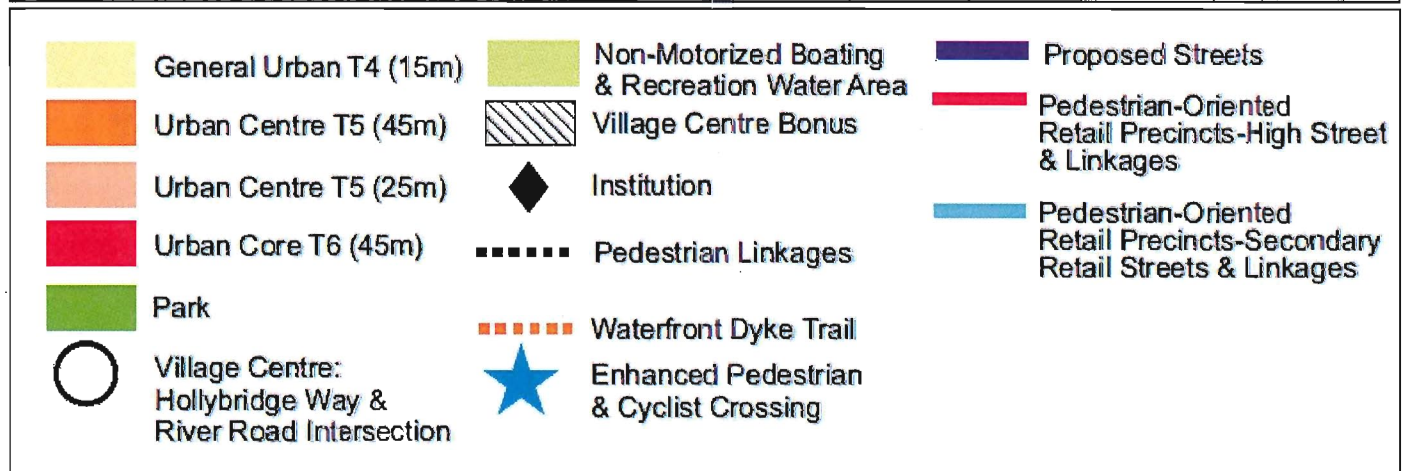 General Urban T4 (15m)
Urban Centre T5 (45m)
Urban Centre T5 (25m)
Urban Core T6 (45m)
Park
Village Centre:
Hollybridge Way &
River Road Intersection
Non-Motorized Boating
& Recreation Water Area
Village Centre Bonus
Institution
Pedestrian Linkages
Waterfront Dyke Trail
Enhanced Pedestrian
& Cyclist Crossing
Proposed Streets
Pedestrian-Oriented
Retail Precincts-High Street
& Linkages
Pedestrian-Oriented
Retail Precincts-Secondary
Retail Streets & Linkages